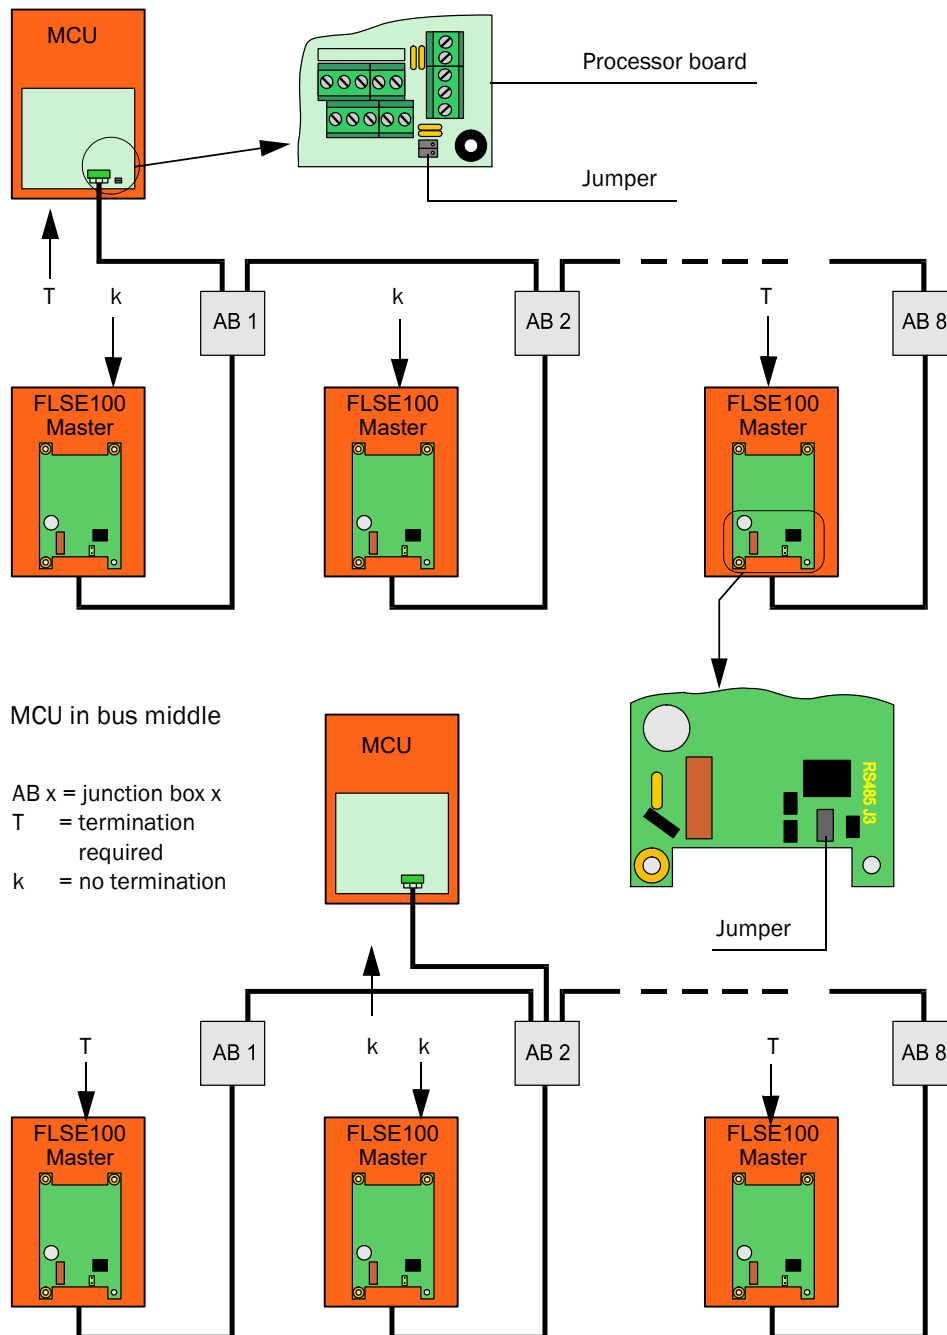 MCU
Processor board
Jumper
T
k
k
T
AB 1
AB 2
AB 8
FLSE100
Master
FLSE100
Master
FLSE100
Master
MCU in bus middle
AB x = junction box x
T = termination
required
k = no termination
MCU
RS485 J3
Jumper
T
k
k
T
AB 1
AB 2
AB 8
FLSE100
Master
FLSE100
Master
FLSE100
Master